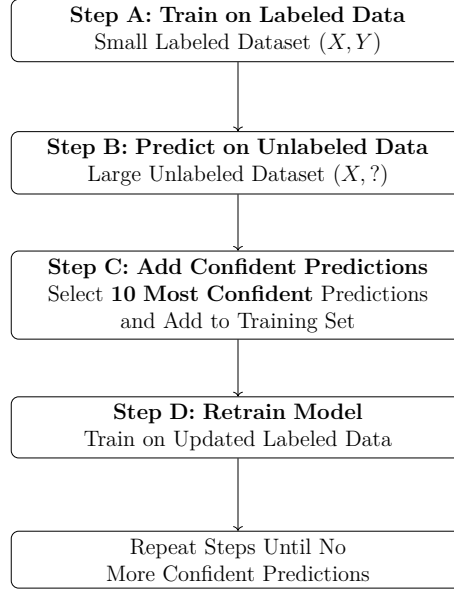 Step A: Train on Labeled Data
Small Labeled Dataset (X, Y)
Step B: Predict on Unlabeled Data
Large Unlabeled Dataset (X, ?)
Step C: Add Confident Predictions
Select 10 Most Confident Predictions
and Add to Training Set
Step D: Retrain Model
Train on Updated Labeled Data
Repeat Steps Until No
More Confident Predictions